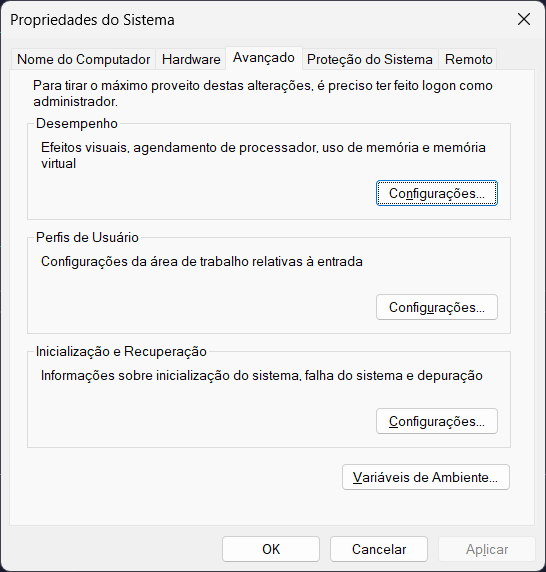 Propriedades do Sistema
Nome do Computador Hardware Avançado Proteção do Sistema Remoto
Para tirar o máximo proveito destas alterações, é preciso ter feito logon como
administrador.
Desempenho
Efeitos visuais, agendamento de processador, uso de memória e memória
virtual
Configurações...
Perfis de Usuário
Configurações da área de trabalho relativas à entrada
Configurações...
Inicialização e Recuperação
Informações sobre inicialização do sistema, falha do sistema e depuração
Configurações...
Variáveis de Ambiente...
OK Cancelar Aplicar